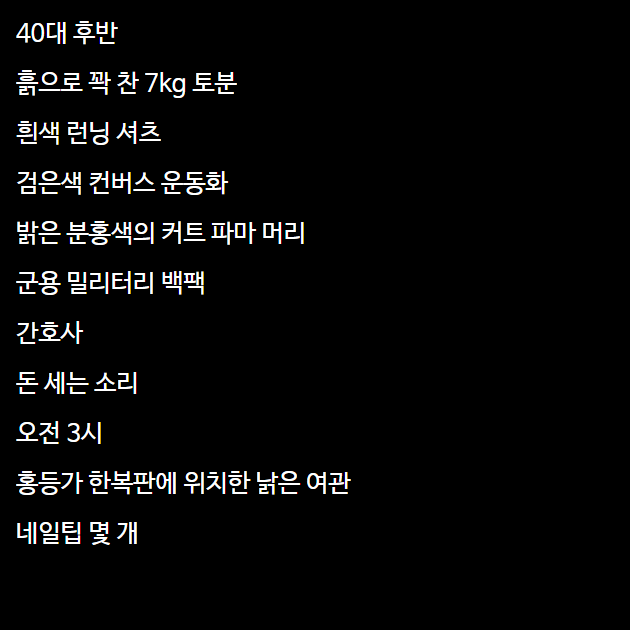 40대 후반
흙으로 꽉 찬 7kg 토분
흰색 런닝 셔츠
검은색 컨버스 운동화
밝은 분홍색의 커트 파마 머리
군용 밀리터리 백팩
간호사
돈 세는 소리
오전 3시
홍등가 한복판에 위치한 낡은 여관
네일팁 몇 개